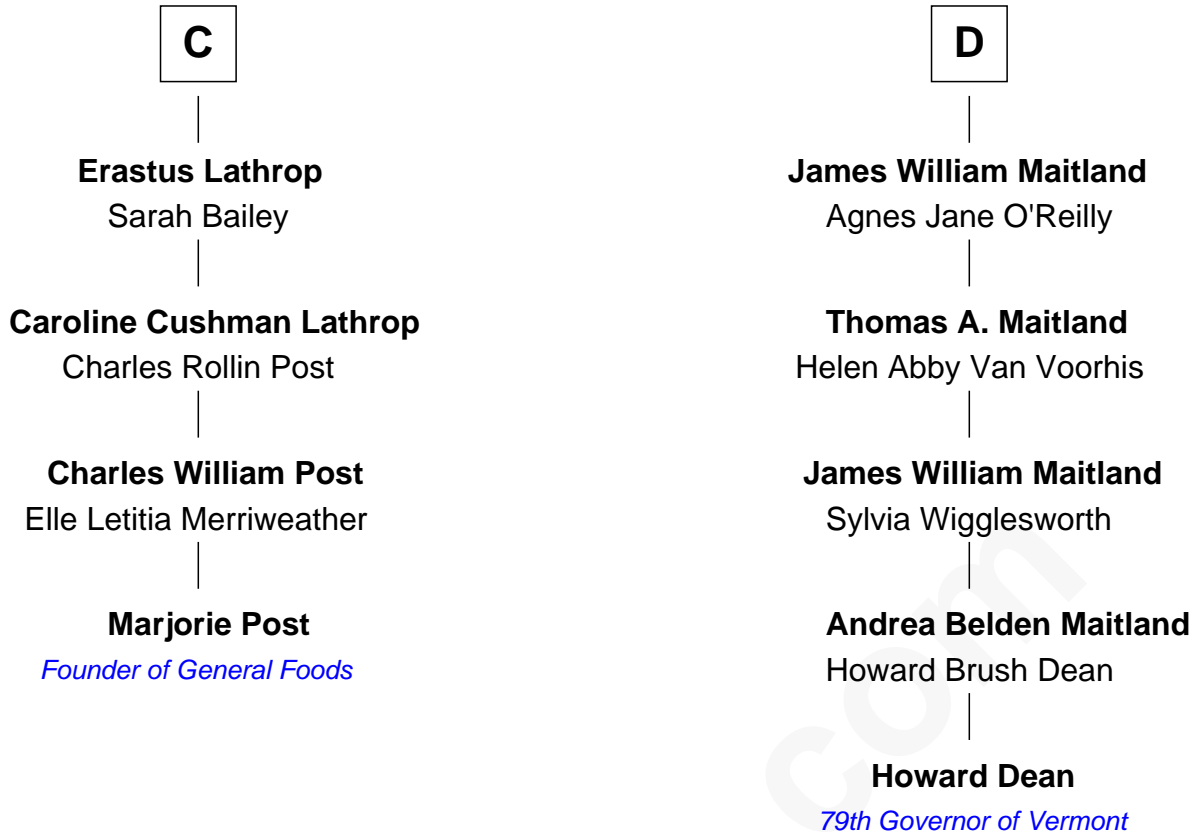 C
Erastus Lathrop
Sarah Bailey
Caroline Cushman Lathrop
Charles Rollin Post
Charles William Post
Elle Letitia Merriweather
Marjorie Post
Founder of General Foods
D
James William Maitland
Agnes Jane O'Reilly
Thomas A. Maitland
Helen Abby Van Voorhis
James William Maitland
Sylvia Wigglesworth
Andrea Belden Maitland
Howard Brush Dean
Howard Dean
79th Governor of Vermont
com